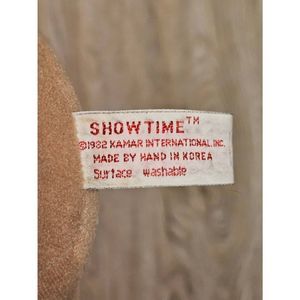 SHOWTIME™
©1982 KAMAR INTERNATIONAL, INC.
MADE BY HAND IN KOREA
Surface washable